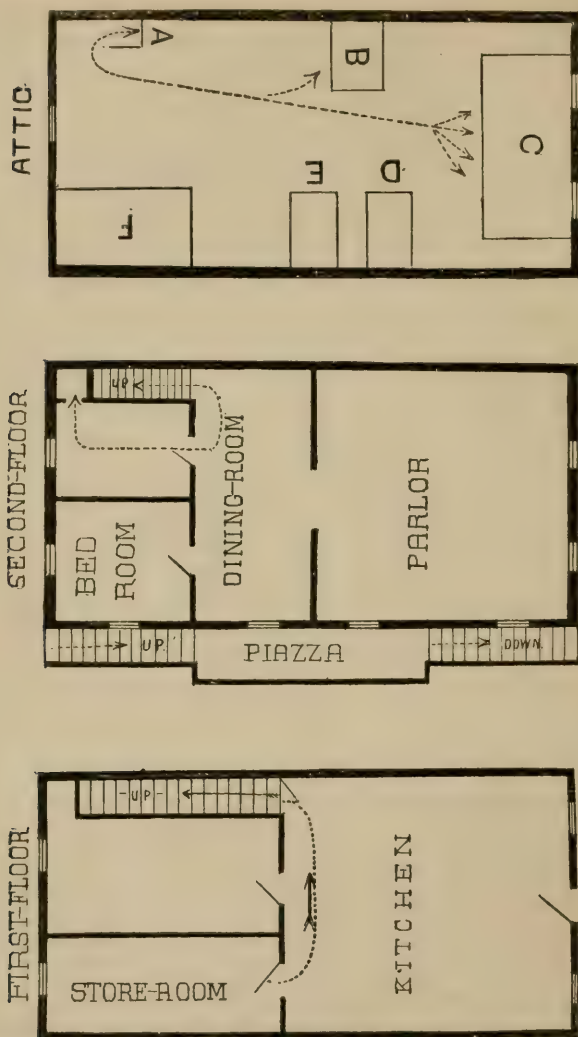 ATTIC
A
B
C
D
E
F
SECOND-FLOOR
UP
DINING-ROOM
PARLOR
BED
ROOM
UP
PIAZZA
DOWN
FIRST-FLOOR
-UP-
KITCHEN
STORE-ROOM